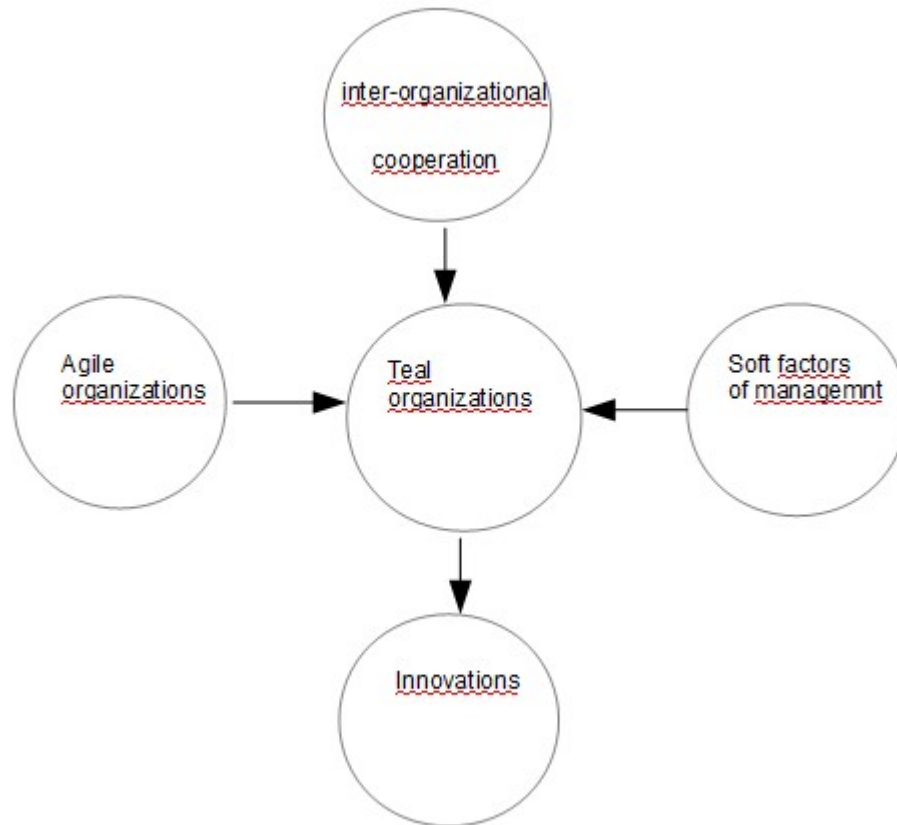 inter-organizational
cooperation
Agile
organizations
Teal
organizations
Soft factors
of managemnt
Innovations